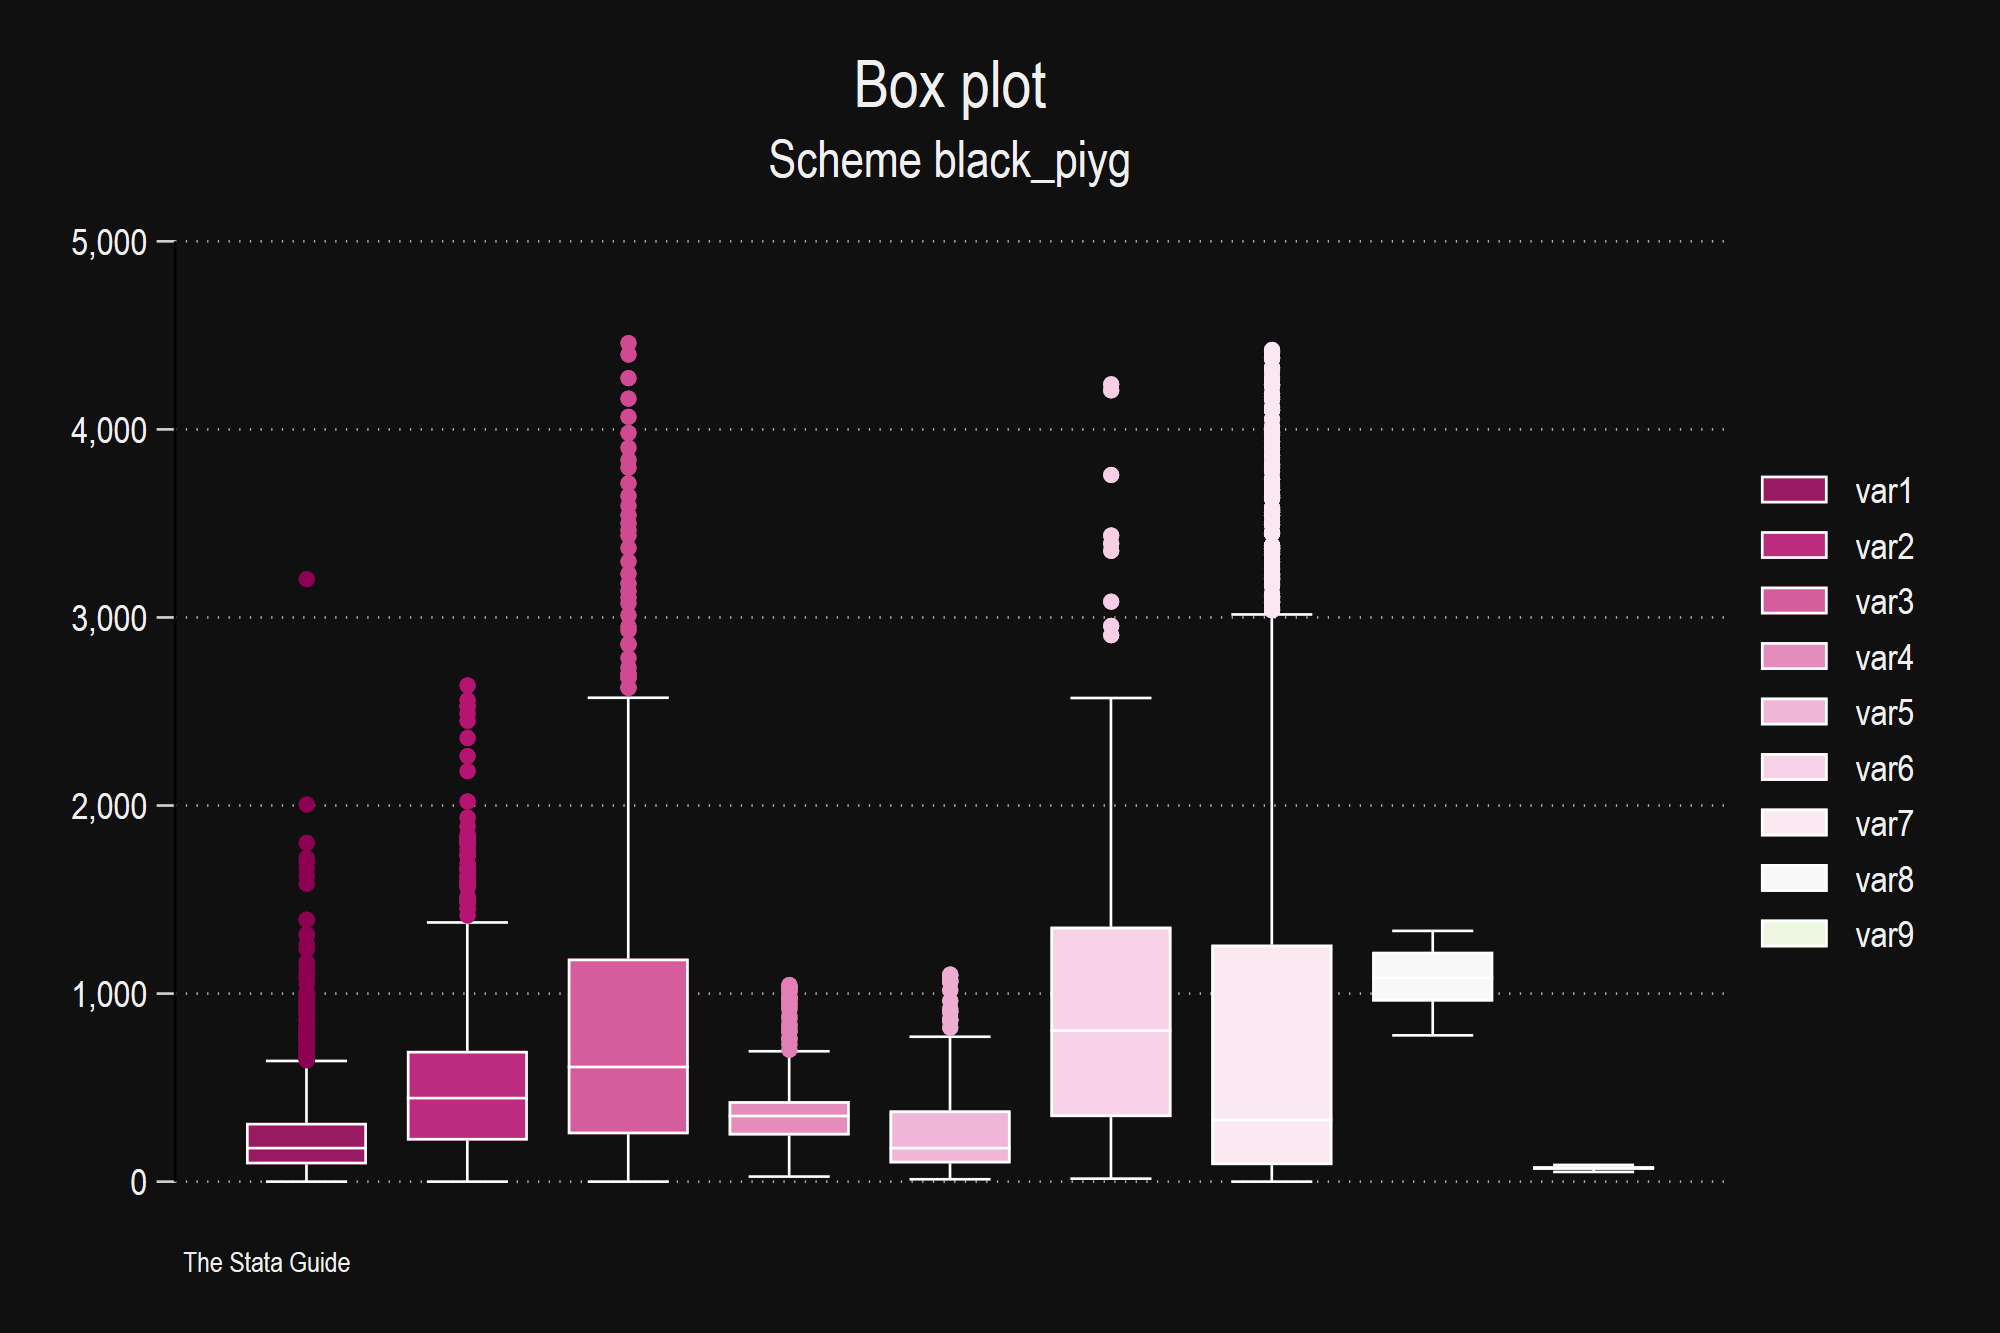 Box plot
Scheme black_piyg
5,000
4,000
3,000
2,000
1,000
0
var1
var2
var3
var4
var5
var6
var7
var8
var9
The Stata Guide